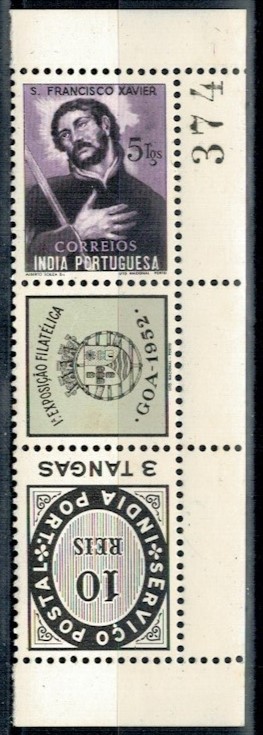 S. FRANCISCO XAVIER
5 Tgs
CORREIOS
INDIA PORTUGUESA
374
1ª EXPOSIÇÃO FILATÉLICA
·GOA-1952·
3 TANGAS
SERVIÇO POSTAL
INDIA PORT.
10
REIS